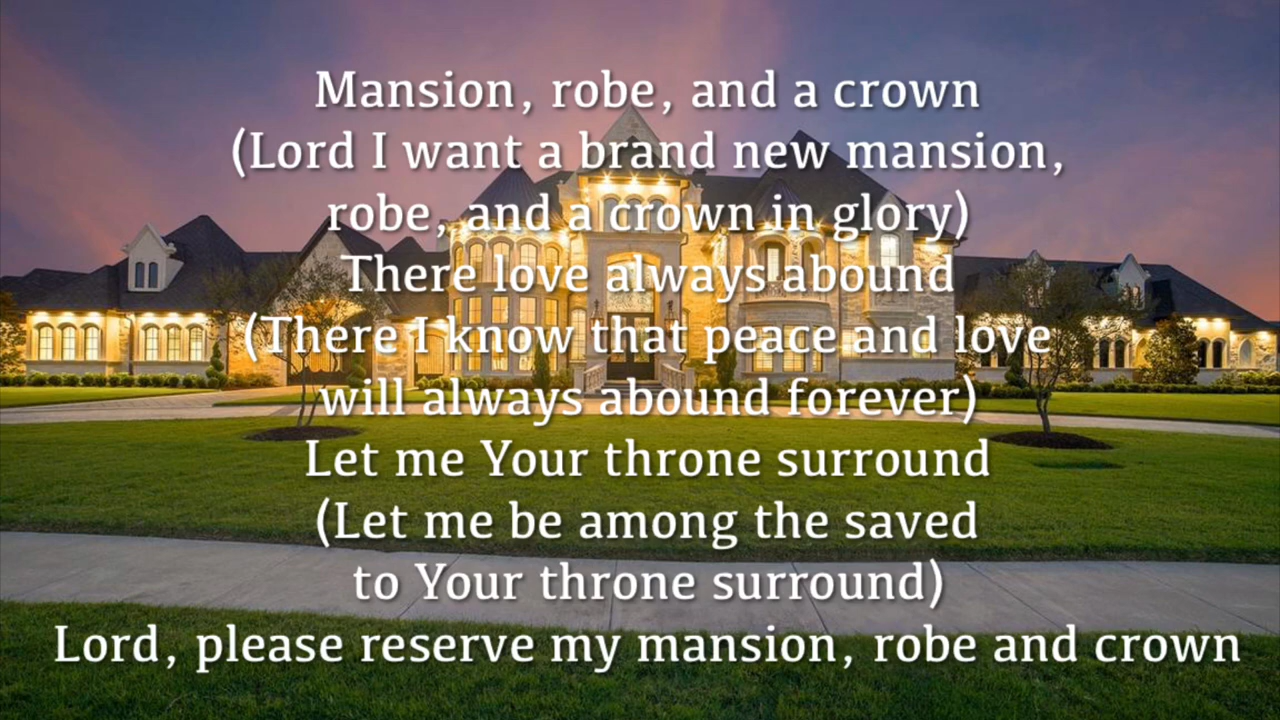 Mansion, robe, and a crown
(Lord I want a brand new mansion,
robe, and a crown in glory)
There love always abound
(There I know that peace and love
will always abound forever)
Let me Your throne surround
(Let me be among the saved
to Your throne surround)
Lord, please reserve my mansion, robe and crown